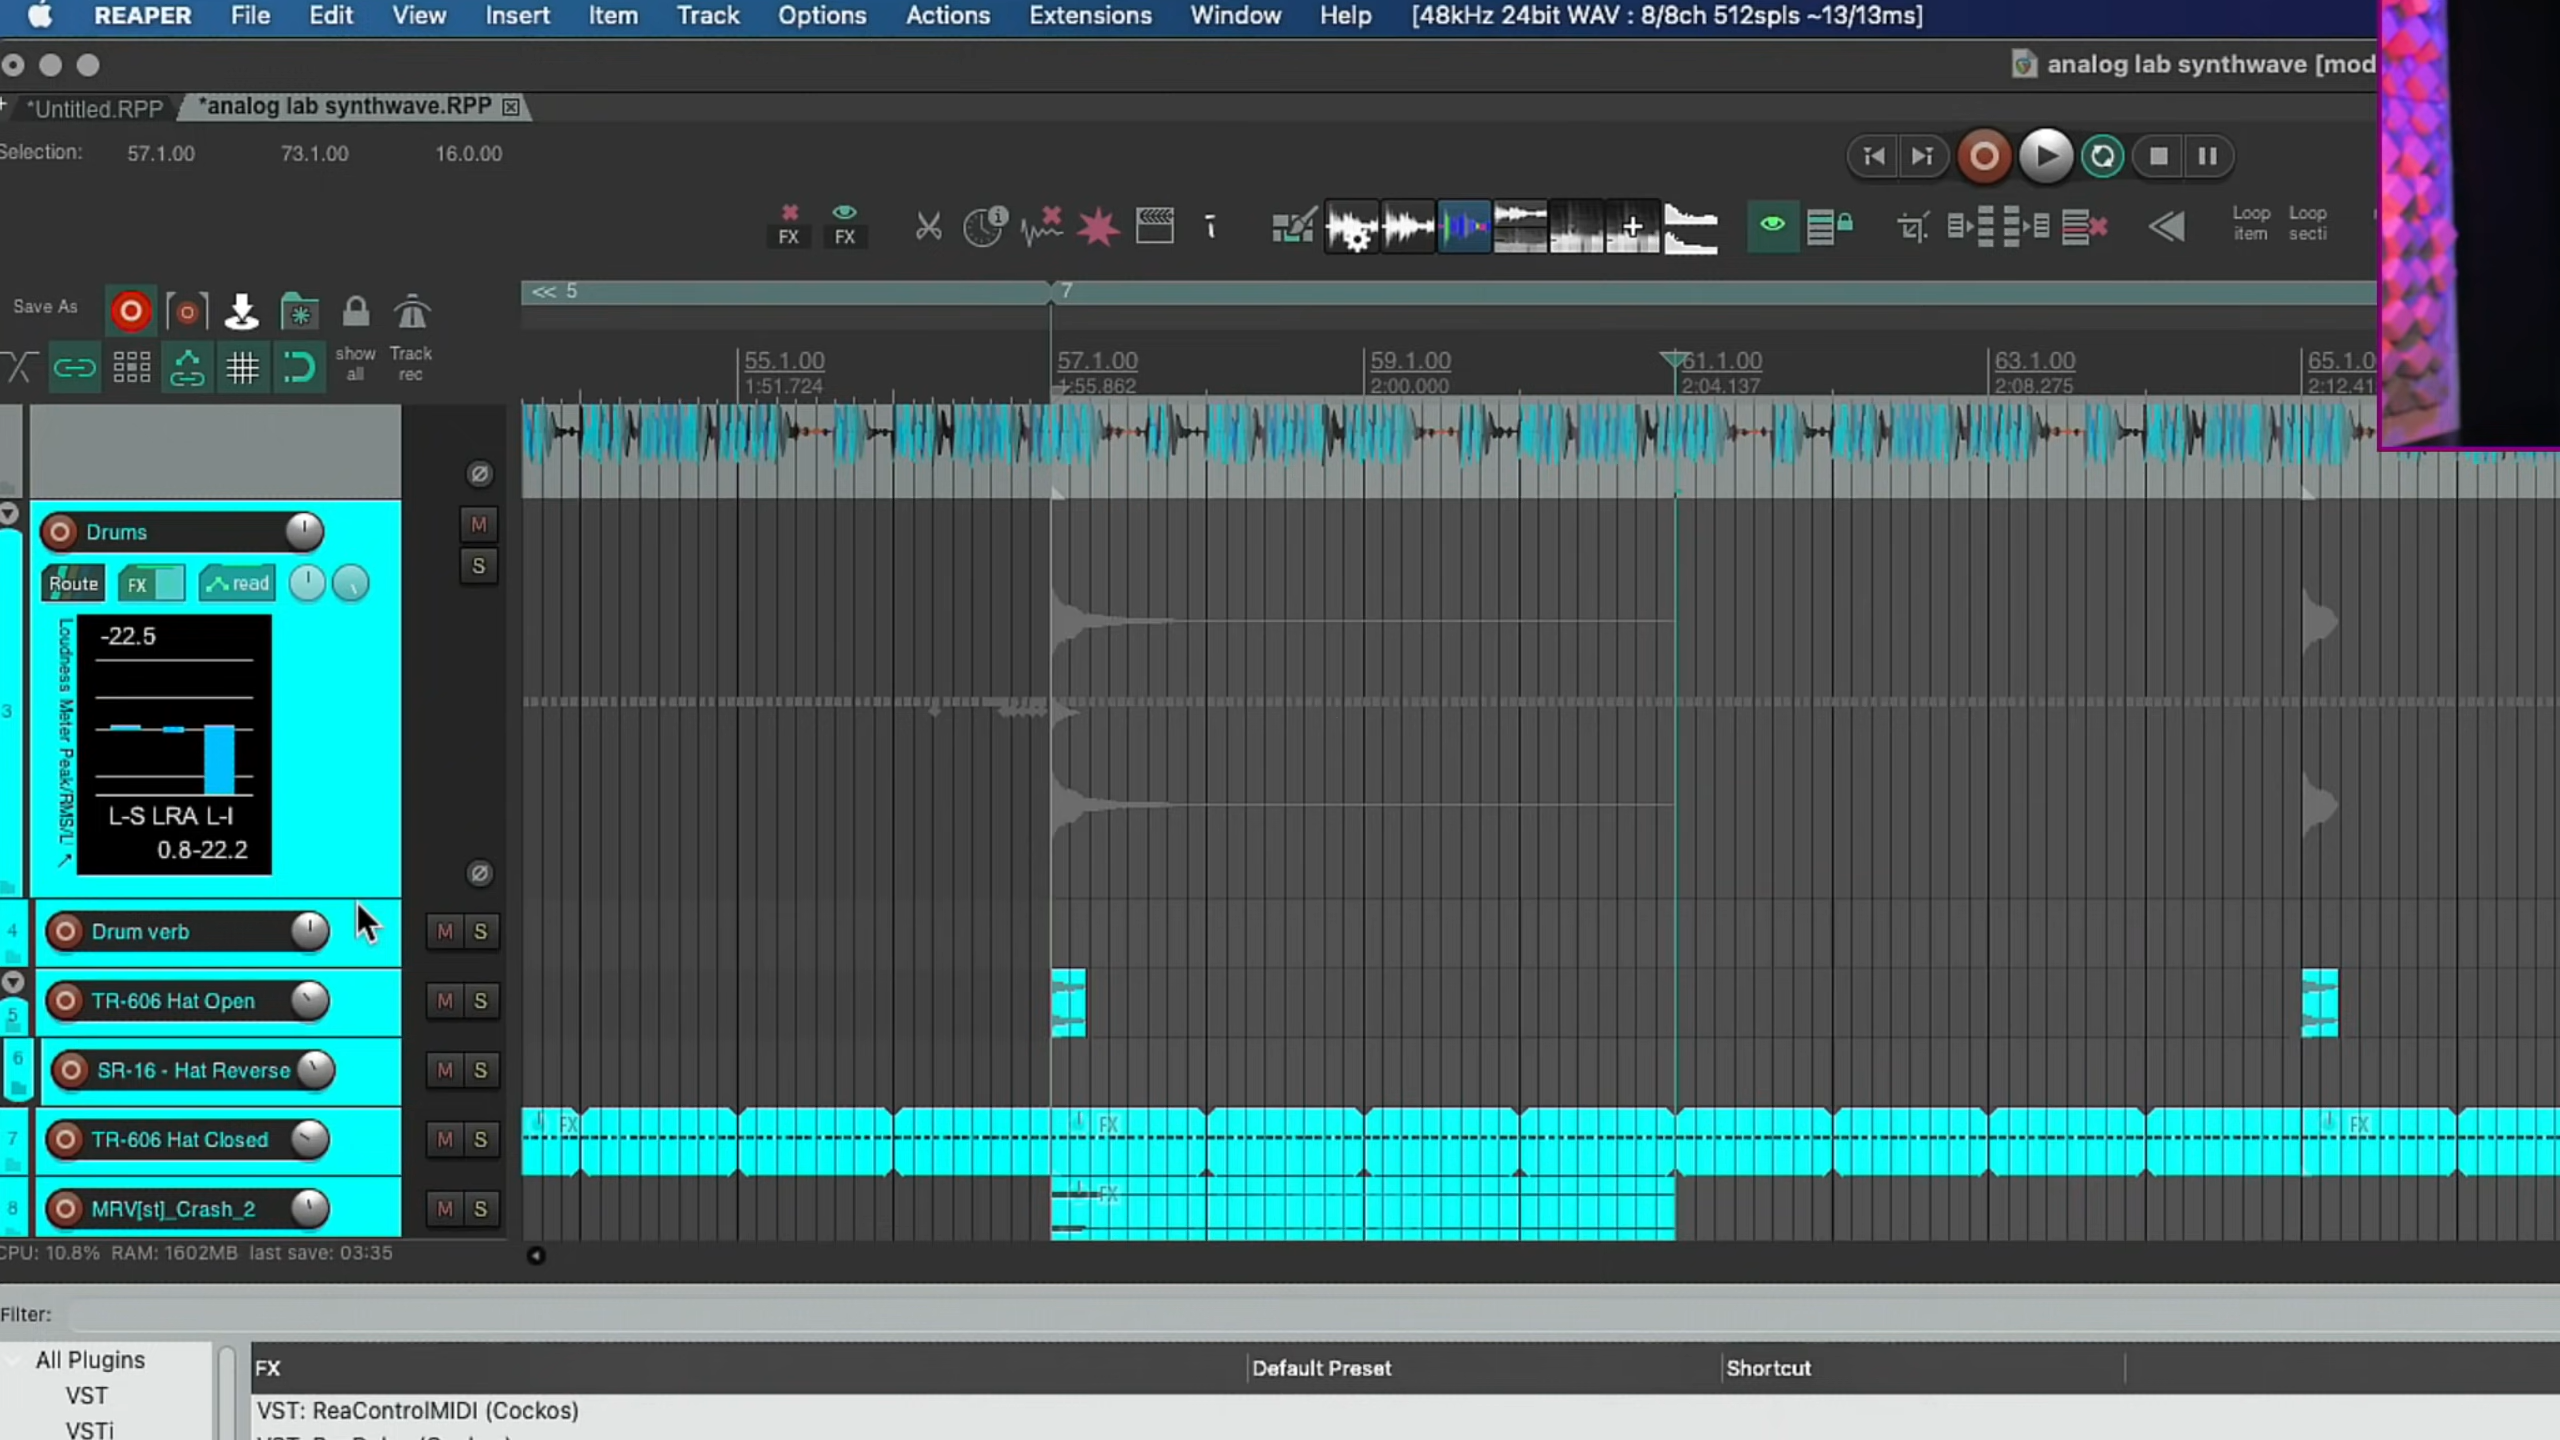 REAPER File Edit View Insert Item Track Options Actions Extensions Window Help [48kHz 24bit WAV : 8/8ch 512spls ~13/13ms]
analog lab synthwave [mod
*Untitled.RPP *analog lab synthwave.RPP
Selection: 57.1.00 73.1.00 16.0.00
FX FX
Loop item
Loop secti
Save As
show all
Track rec
<< 5 7
55.1.00 57.1.00 59.1.00 61.1.00 63.1.00 65.1.0
1:51.724 1:55.862 2:00.000 2:04.137 2:08.275 2:12.41
Drums
M
S
Route FX read
Loudness Meter Peak/RMS/L
-22.5
L-S LRA L-I
0.8-22.2
3
4 Drum verb M S
5 TR-606 Hat Open M S
6 SR-16 - Hat Reverse M S
7 TR-606 Hat Closed M S
FX FX FX
8 MRV[st]_Crash_2 M S
FX
CPU: 10.8% RAM: 1602MB last save: 03:35
Filter:
All Plugins
VST
VSTi
FX Default Preset Shortcut
VST: ReaControlMIDI (Cockos)